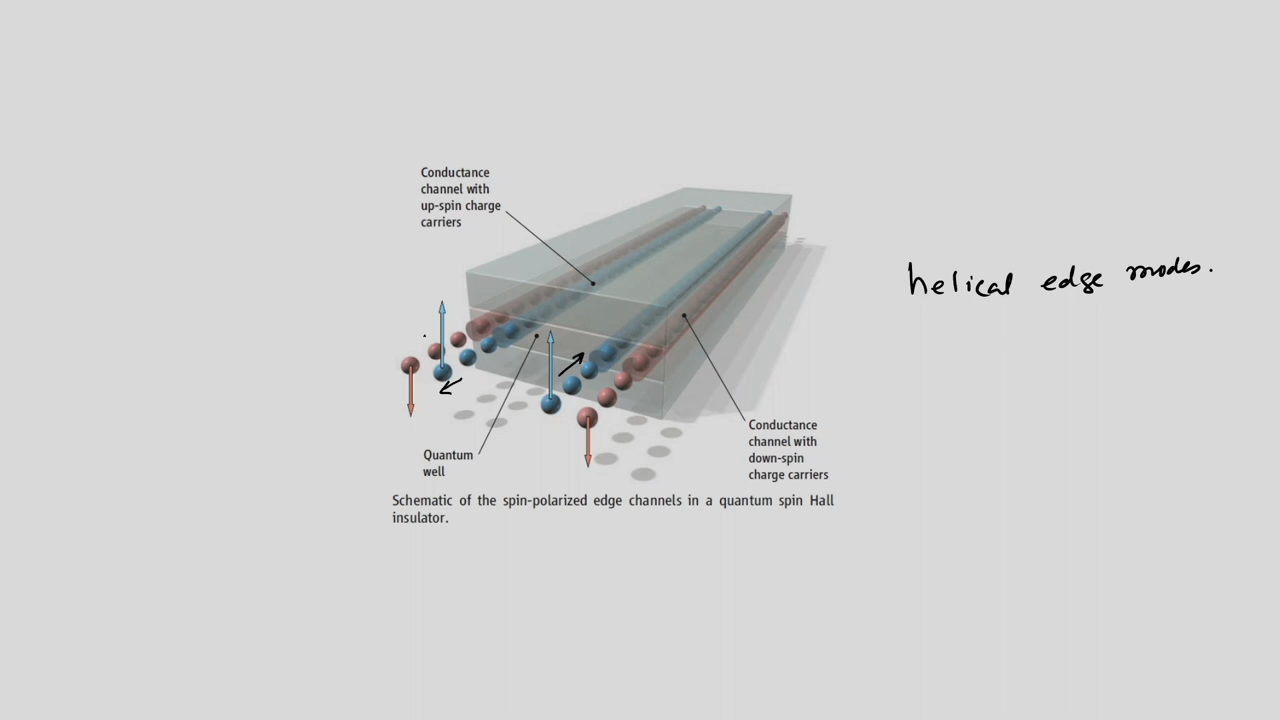 Conductance
channel with
up-spin charge
carriers
helical edge modes.
Quantum
well
Conductance
channel with
down-spin
charge carriers
Schematic of the spin-polarized edge channels in a quantum spin Hall
insulator.